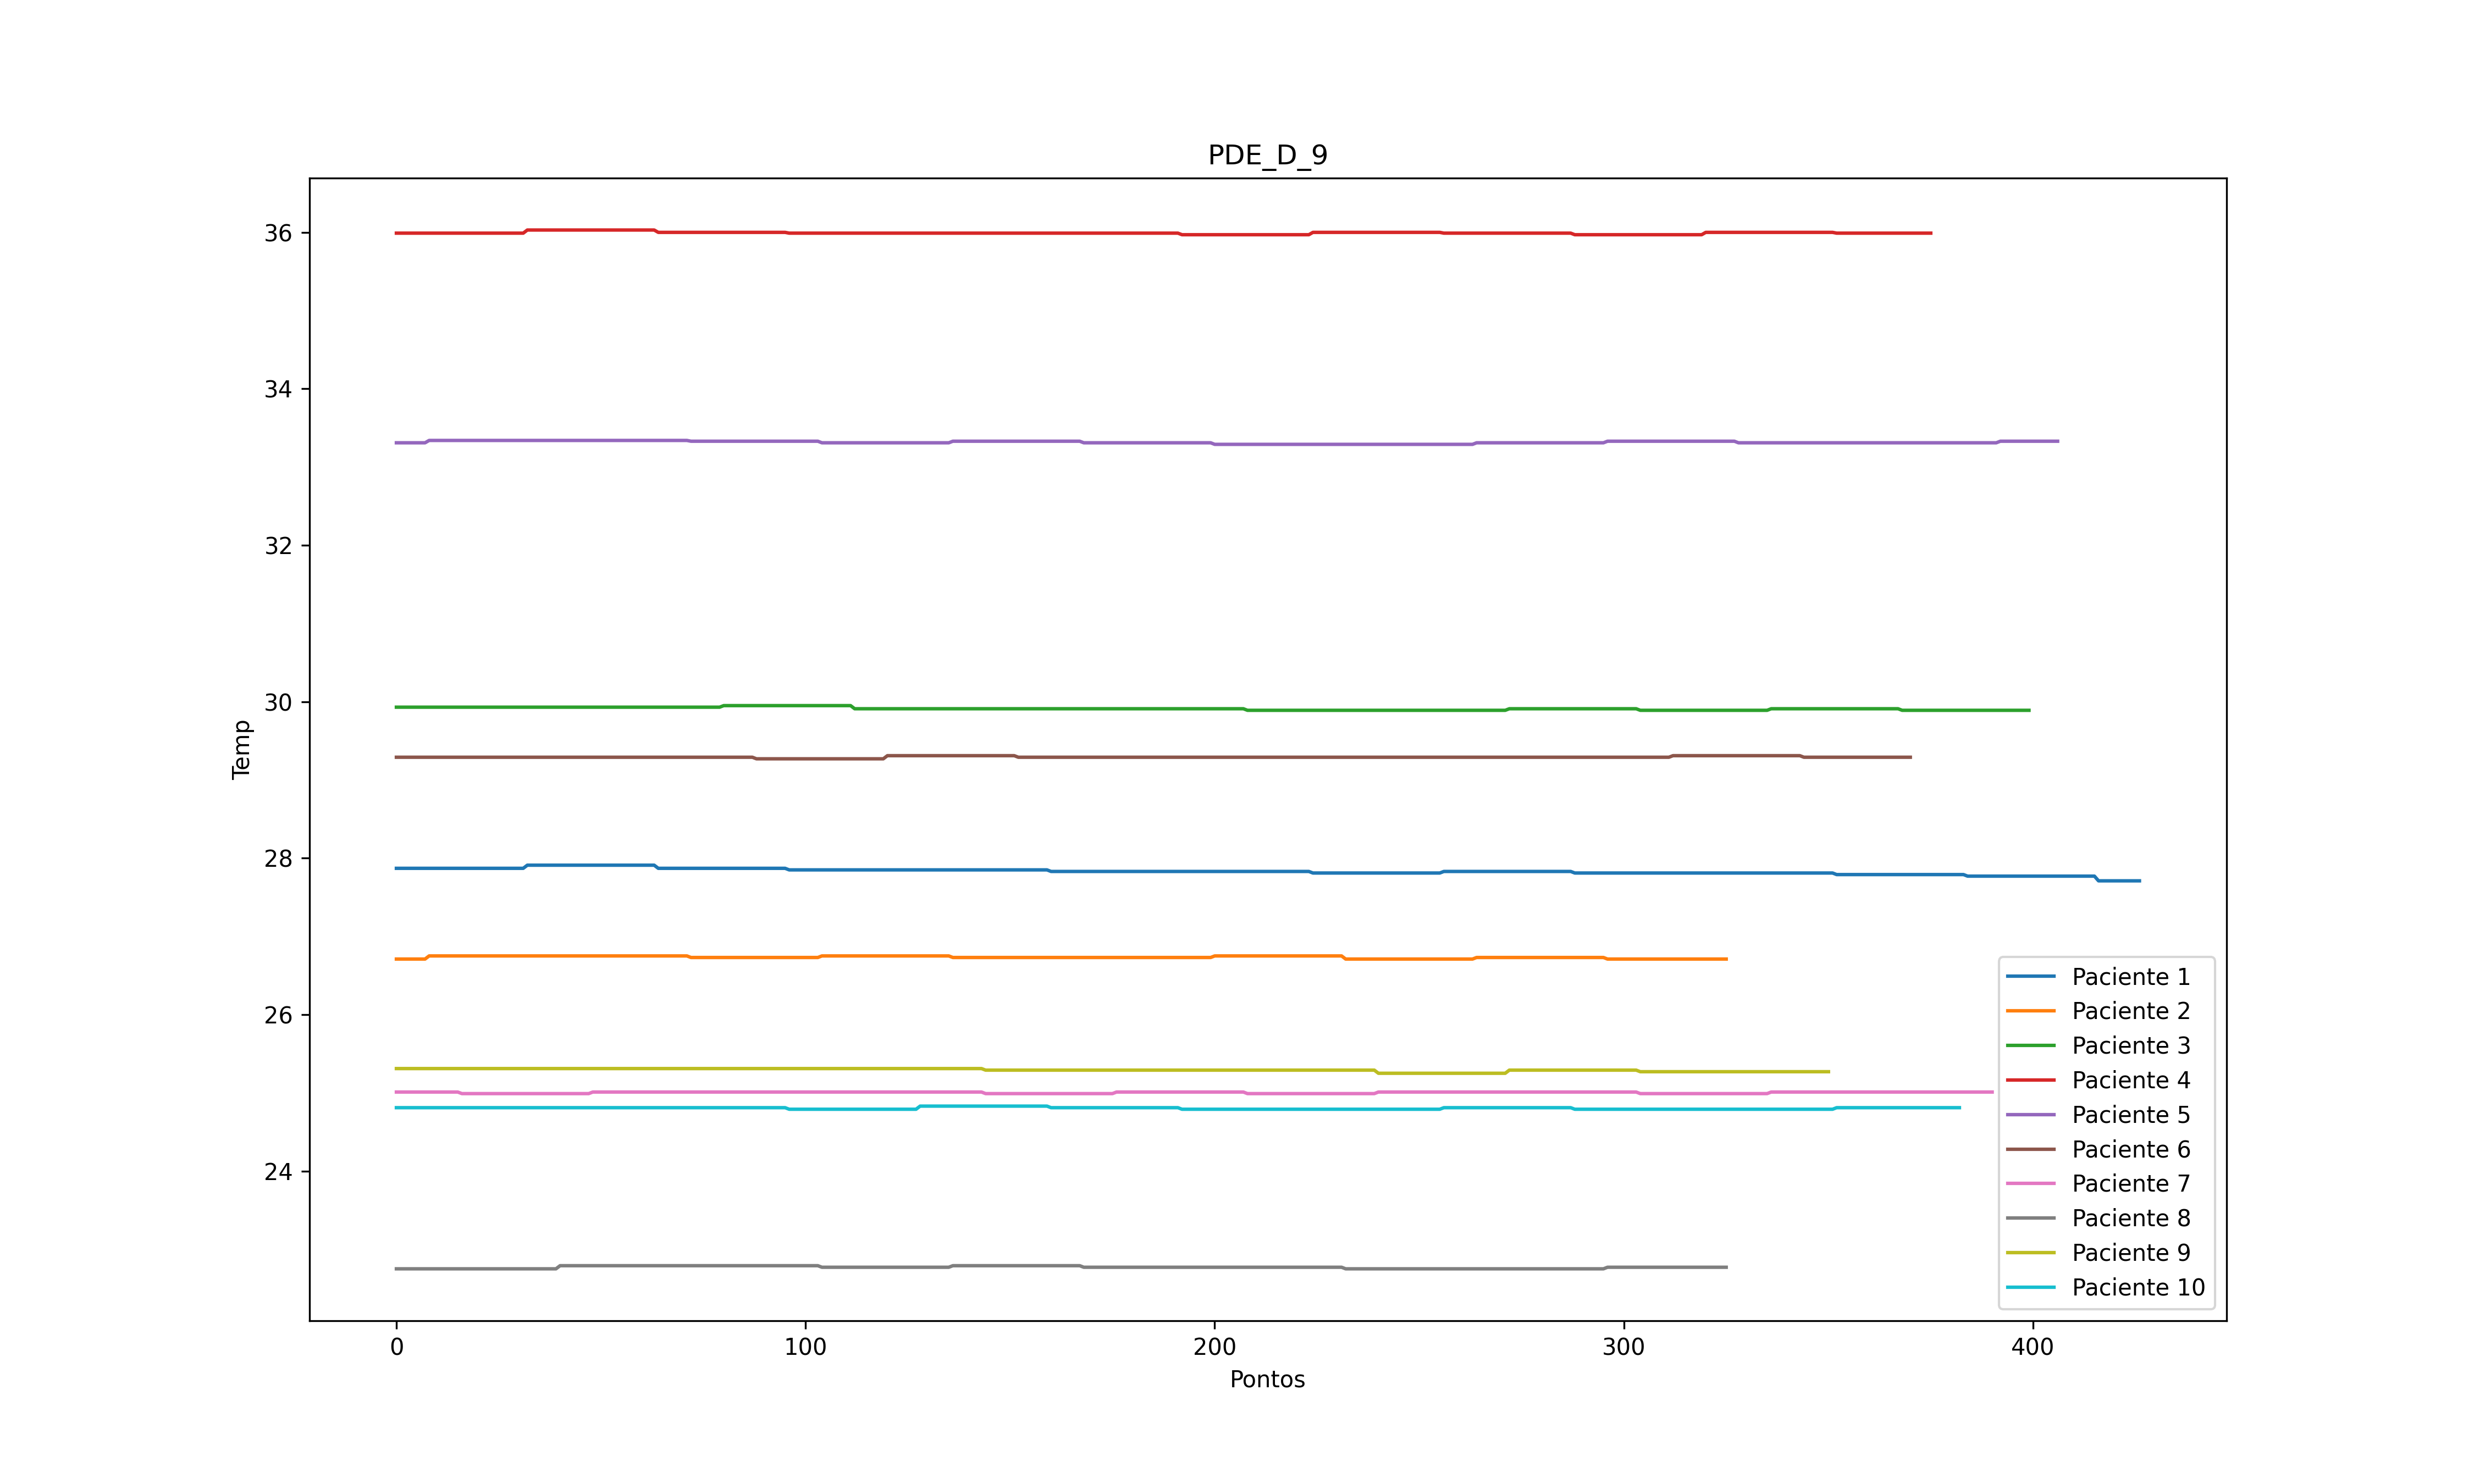 PDE_D_9
36
34
32
30
28
26
24
Temp
0 100 200 300 400
Pontos
Paciente 1
Paciente 2
Paciente 3
Paciente 4
Paciente 5
Paciente 6
Paciente 7
Paciente 8
Paciente 9
Paciente 10